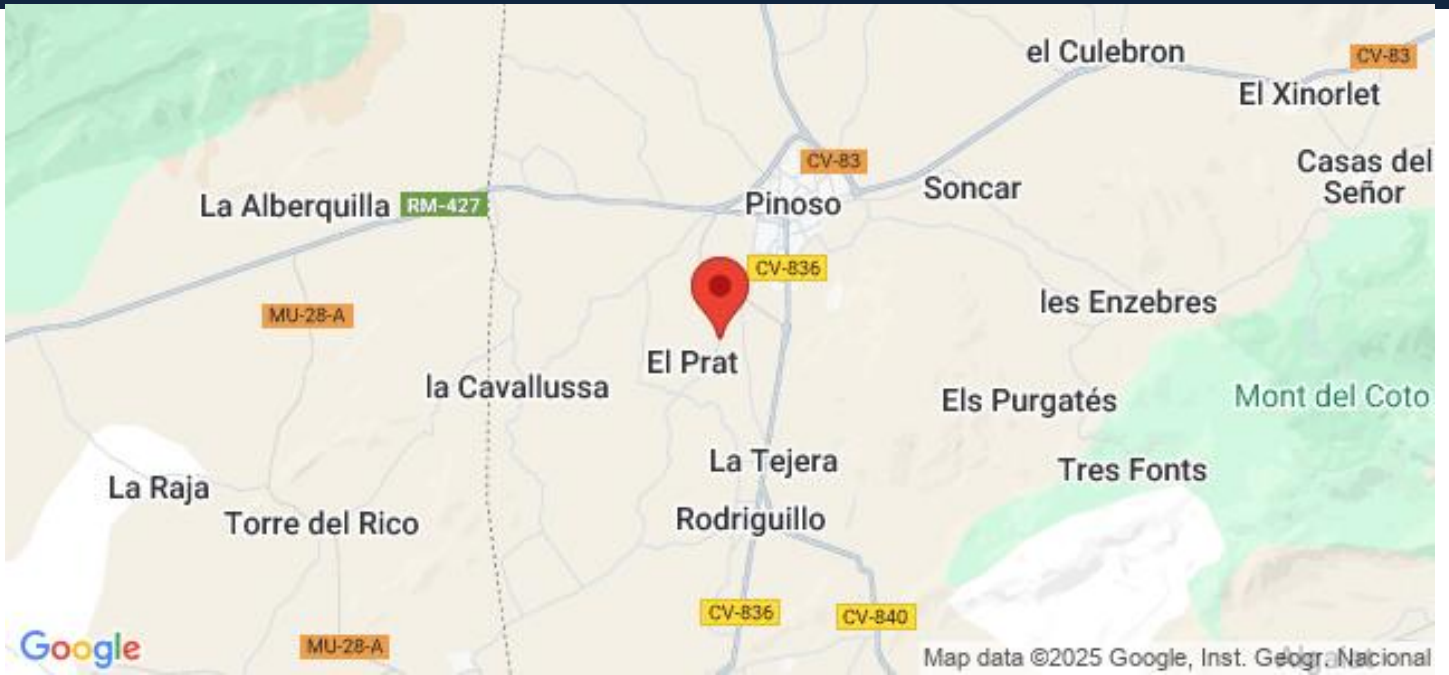 el Culebron
CV-83
El Xinorlet
CV-83
Casas del
Señor
La Alberquilla
RM-427
Pinoso
Soncar
CV-836
MU-28-A
les Enzebres
El Prat
la Cavallussa
Els Purgatés
Mont del Coto
La Tejera
Tres Fonts
La Raja
Torre del Rico
Rodriguillo
CV-836
CV-840
Google
MU-28-A
Map data ©2025 Google, Inst. Geogr. Nacional